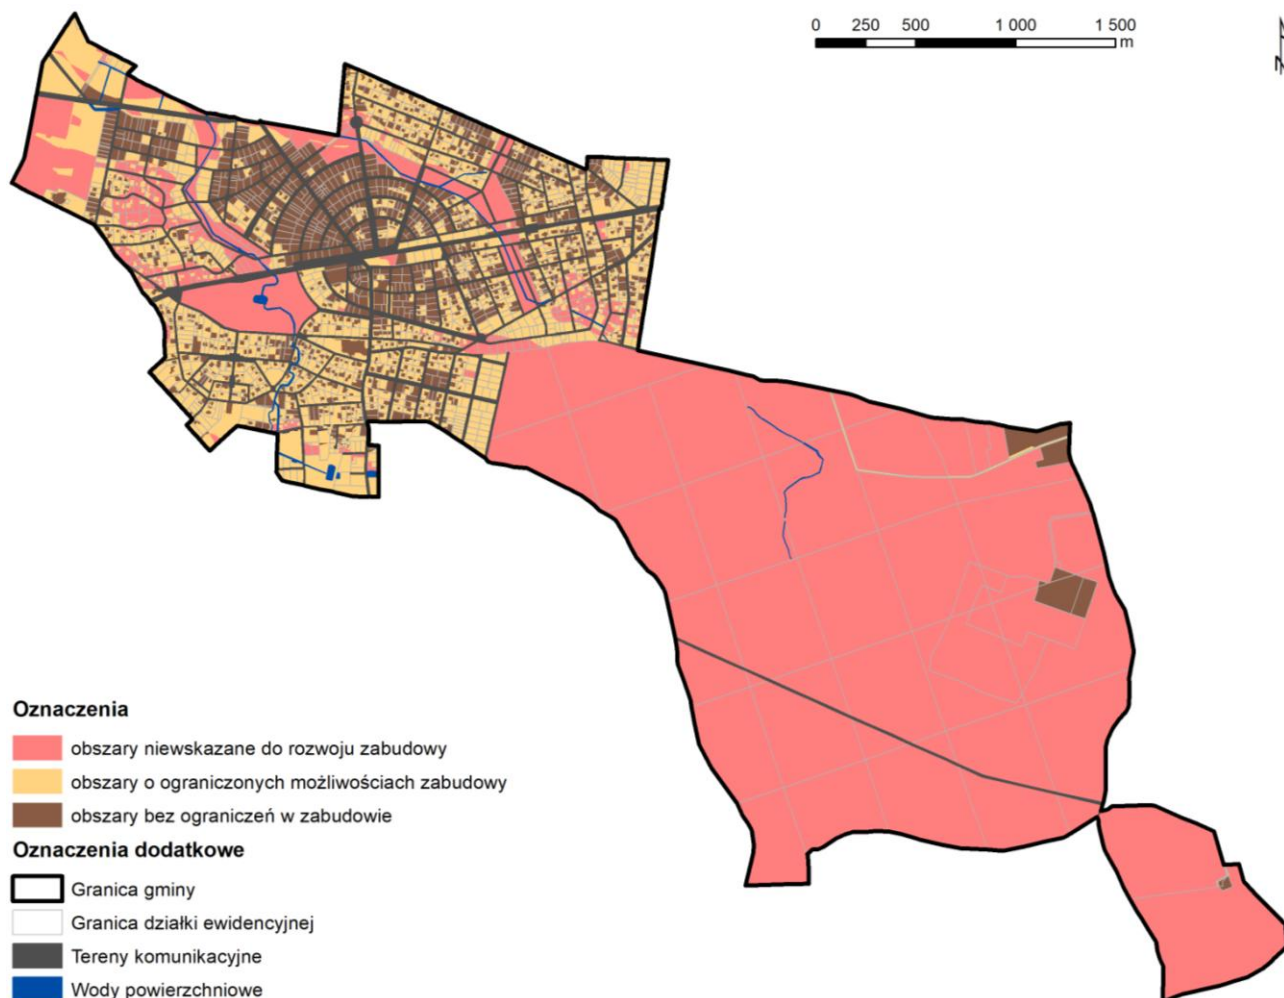 0 250 500 1 000 1 500
m
N
Oznaczenia
obszary niewskazane do rozwoju zabudowy
obszary o ograniczonych możliwościach zabudowy
obszary bez ograniczeń w zabudowie
Oznaczenia dodatkowe
Granica gminy
Granica działki ewidencyjnej
Tereny komunikacyjne
Wody powierzchniowe